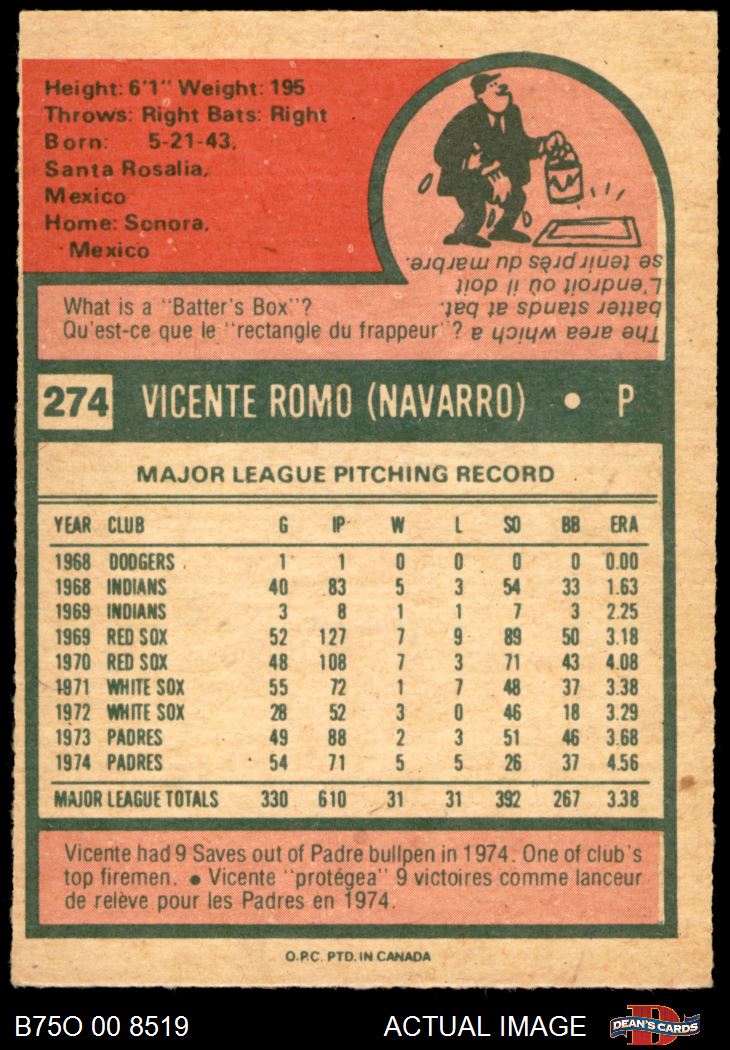 Height: 6'1" Weight: 195
Throws: Right Bats: Right
Born: 5-21-43,
Santa Rosalia,
Mexico
Home: Sonora,
Mexico
What is a "Batter's Box"?
Qu'est-ce que le "rectangle du frappeur"?
The area which a
batter stands at bat.
L'endroit où il doit
se tenir près du marbre.
274 VICENTE ROMO (NAVARRO) • P
MAJOR LEAGUE PITCHING RECORD
YEAR CLUB G IP W L SO BB ERA
1968 DODGERS 1 1 0 0 0 0 0.00
1968 INDIANS 40 83 5 3 54 33 1.63
1969 INDIANS 3 8 1 1 7 3 2.25
1969 RED SOX 52 127 7 9 89 50 3.18
1970 RED SOX 48 108 7 3 71 43 4.08
1971 WHITE SOX 55 72 1 7 48 37 3.38
1972 WHITE SOX 28 52 3 0 46 18 3.29
1973 PADRES 49 88 2 3 51 46 3.68
1974 PADRES 54 71 5 5 26 37 4.56
MAJOR LEAGUE TOTALS 330 610 31 31 392 267 3.38
Vicente had 9 Saves out of Padre bullpen in 1974. One of club's
top firemen. • Vicente "protégea" 9 victoires comme lanceur
de relève pour les Padres en 1974.
O.P.C. PTD. IN CANADA
B75O 00 8519 ACTUAL IMAGE D DEAN'S CARDS